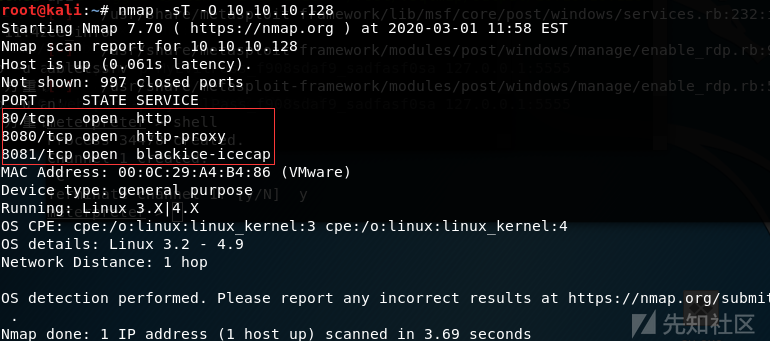 root@kali:~# nmap -sT -O 10.10.10.128
Starting Nmap 7.70 ( https://nmap.org ) at 2020-03-01 11:58 EST
Nmap scan report for 10.10.10.128
Host is up (0.061s latency).
Not shown: 997 closed ports
PORT     STATE SERVICE
80/tcp   open  http
8080/tcp open  http-proxy
8081/tcp open  blackice-icecap
MAC Address: 00:0C:29:A4:B4:86 (VMware)
Device type: general purpose
Running: Linux 3.X|4.X
OS CPE: cpe:/o:linux:linux_kernel:3 cpe:/o:linux:linux_kernel:4
OS details: Linux 3.2 - 4.9
Network Distance: 1 hop
OS detection performed. Please report any incorrect results at https://nmap.org/submit
.
Nmap done: 1 IP address (1 host up) scanned in 3.69 seconds
先知社区